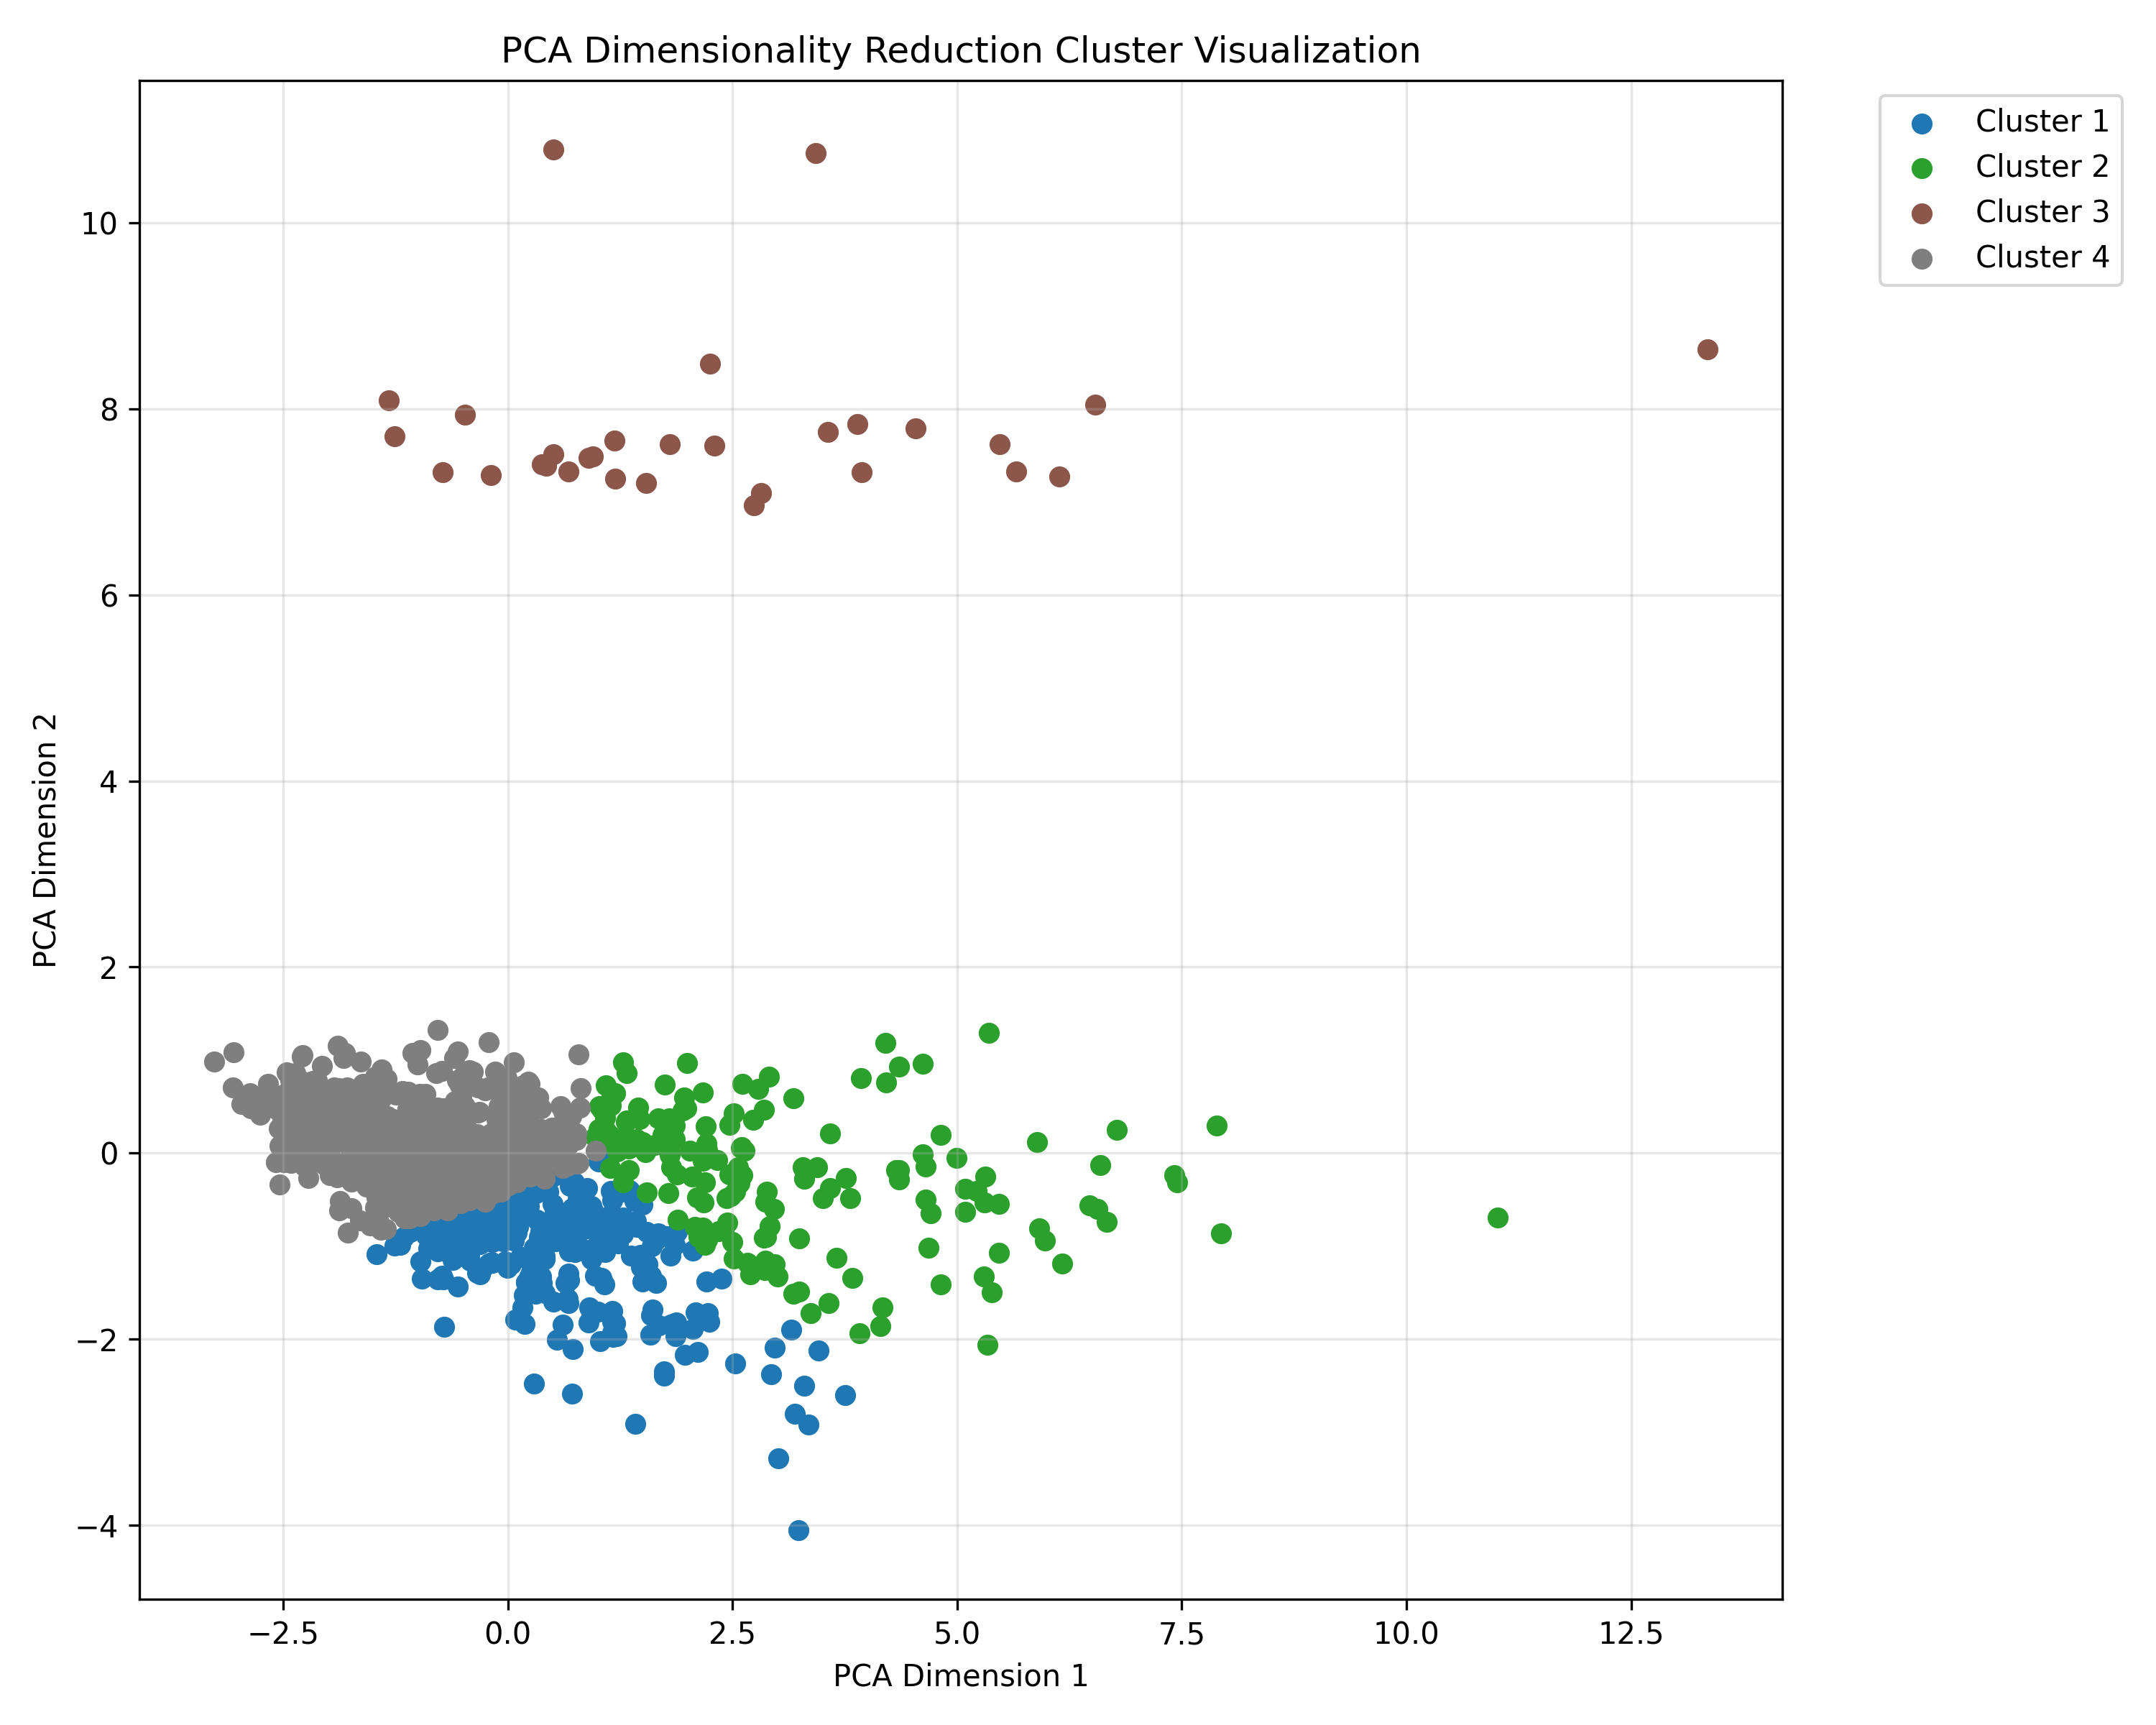 PCA Dimensionality Reduction Cluster Visualization
Cluster 1
Cluster 2
Cluster 3
Cluster 4
10
8
6
4
2
0
−2
−4
PCA Dimension 2
−2.5
0.0
2.5
5.0
7.5
10.0
12.5
PCA Dimension 1